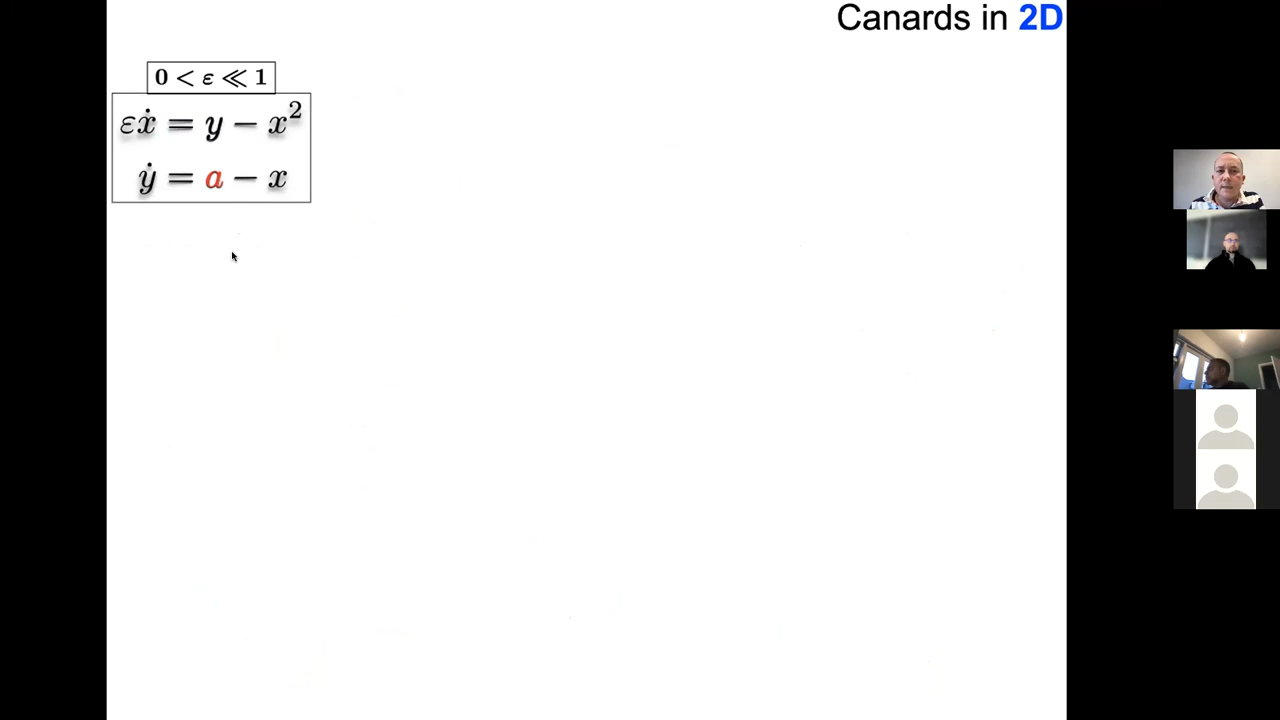 Canards in 2D
0 < ε ≪ 1
εẋ = y − x²
ẏ = a − x